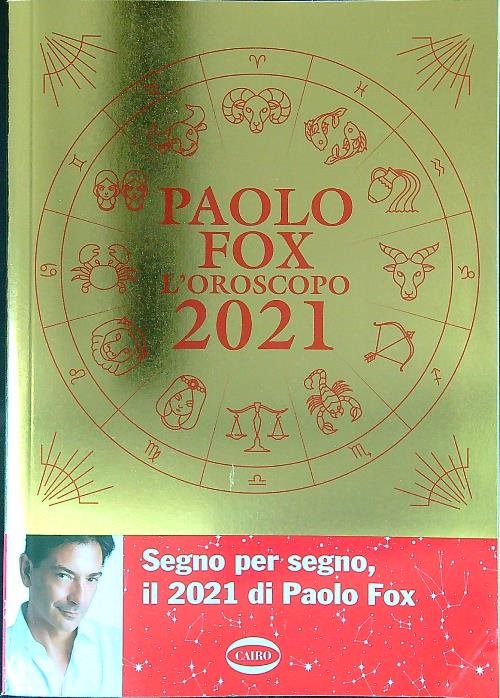 PAOLO
FOX
L'OROSCOPO
2021
Segno per segno,
il 2021 di Paolo Fox
CAIRO